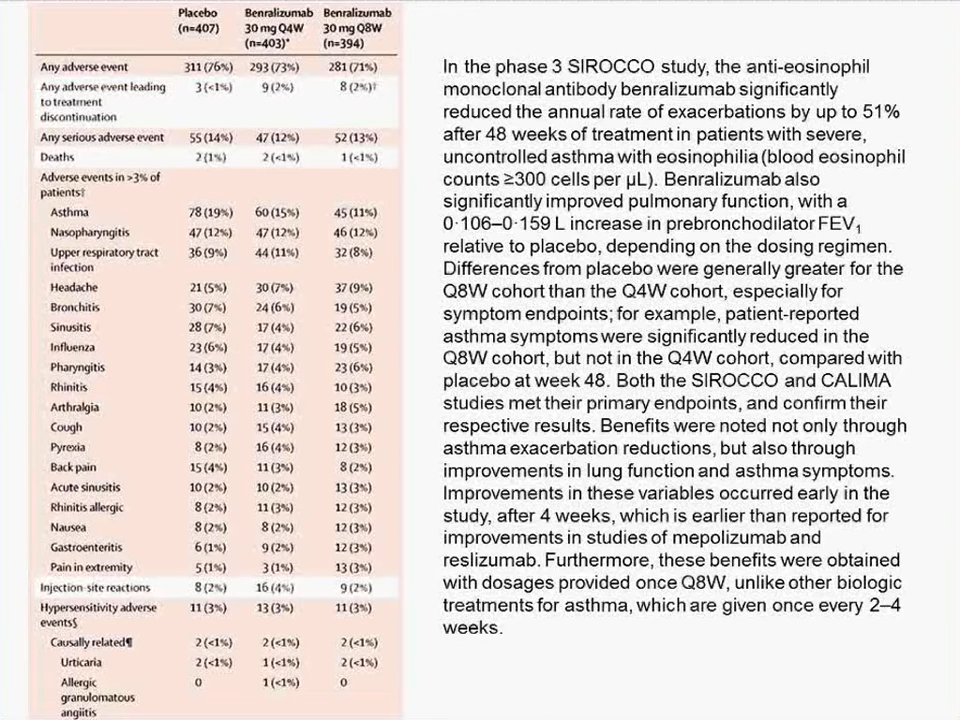 Placebo Benralizumab Benralizumab
(n=407) 30 mg Q4W 30 mg Q8W
(n=403)* (n=394)
Any adverse event 311 (76%) 293 (73%) 281 (71%)
Any adverse event leading 3 (<1%) 9 (2%) 8 (2%)†
to treatment
discontinuation
Any serious adverse event 55 (14%) 47 (12%) 52 (13%)
Deaths 2 (1%) 2 (<1%) 1 (<1%)
Adverse events in >3% of
patients‡
Asthma 78 (19%) 60 (15%) 45 (11%)
Nasopharyngitis 47 (12%) 47 (12%) 46 (12%)
Upper respiratory tract 36 (9%) 44 (11%) 32 (8%)
infection
Headache 21 (5%) 30 (7%) 37 (9%)
Bronchitis 30 (7%) 24 (6%) 19 (5%)
Sinusitis 28 (7%) 17 (4%) 22 (6%)
Influenza 23 (6%) 17 (4%) 19 (5%)
Pharyngitis 14 (3%) 17 (4%) 23 (6%)
Rhinitis 15 (4%) 16 (4%) 10 (3%)
Arthralgia 10 (2%) 11 (3%) 18 (5%)
Cough 10 (2%) 15 (4%) 13 (3%)
Pyrexia 8 (2%) 16 (4%) 12 (3%)
Back pain 15 (4%) 11 (3%) 8 (2%)
Acute sinusitis 10 (2%) 10 (2%) 13 (3%)
Rhinitis allergic 8 (2%) 11 (3%) 12 (3%)
Nausea 8 (2%) 8 (2%) 12 (3%)
Gastroenteritis 6 (1%) 9 (2%) 12 (3%)
Pain in extremity 5 (1%) 3 (1%) 13 (3%)
Injection-site reactions 8 (2%) 16 (4%) 9 (2%)
Hypersensitivity adverse 11 (3%) 13 (3%) 11 (3%)
events§
Causally related¶ 2 (<1%) 2 (<1%) 2 (<1%)
Urticaria 2 (<1%) 1 (<1%) 2 (<1%)
Allergic 0 1 (<1%) 0
granulomatous
angiitis
In the phase 3 SIROCCO study, the anti-eosinophil
monoclonal antibody benralizumab significantly
reduced the annual rate of exacerbations by up to 51%
after 48 weeks of treatment in patients with severe,
uncontrolled asthma with eosinophilia (blood eosinophil
counts ≥300 cells per μL). Benralizumab also
significantly improved pulmonary function, with a
0·106–0·159 L increase in prebronchodilator FEV₁
relative to placebo, depending on the dosing regimen.
Differences from placebo were generally greater for the
Q8W cohort than the Q4W cohort, especially for
symptom endpoints; for example, patient-reported
asthma symptoms were significantly reduced in the
Q8W cohort, but not in the Q4W cohort, compared with
placebo at week 48. Both the SIROCCO and CALIMA
studies met their primary endpoints, and confirm their
respective results. Benefits were noted not only through
asthma exacerbation reductions, but also through
improvements in lung function and asthma symptoms.
Improvements in these variables occurred early in the
study, after 4 weeks, which is earlier than reported for
improvements in studies of mepolizumab and
reslizumab. Furthermore, these benefits were obtained
with dosages provided once Q8W, unlike other biologic
treatments for asthma, which are given once every 2–4
weeks.